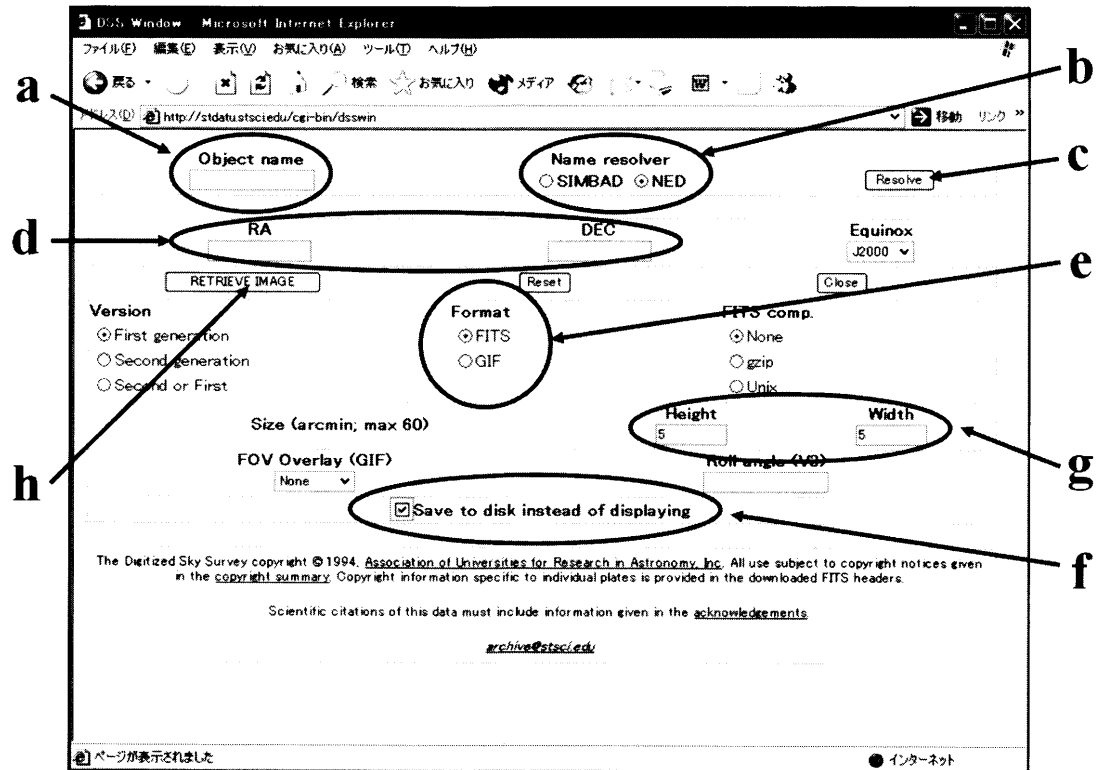 DSS Window Microsoft Internet Explorer
ファイル(F) 編集(E) 表示(V) お気に入り(A) ツール(T) ヘルプ(H)
戻る 検索 お気に入り メディア
アドレス(D) http://stdatu.stsci.edu/cgi-bin/dsswin 移動 リンク »
a
b
c
d
e
h
g
f
Object name Name resolver
SIMBAD NED Resolve
RA DEC Equinox
J2000
RETRIEVE IMAGE Reset Close
Version Format FITS comp.
First generation FITS None
Second generation GIF gzip
Second or First Unix
Size (arcmin; max 60) Height Width
5 5
FOV Overlay (GIF) Roll angle (V3)
None
Save to disk instead of displaying
The Digitized Sky Survey copyright © 1994, Association of Universities for Research in Astronomy, Inc. All use subject to copyright notices given
in the copyright summary. Copyright information specific to individual plates is provided in the downloaded FITS headers.
Scientific citations of this data must include information given in the acknowledgements.
archive@stsci.edu
ページが表示されました インターネット